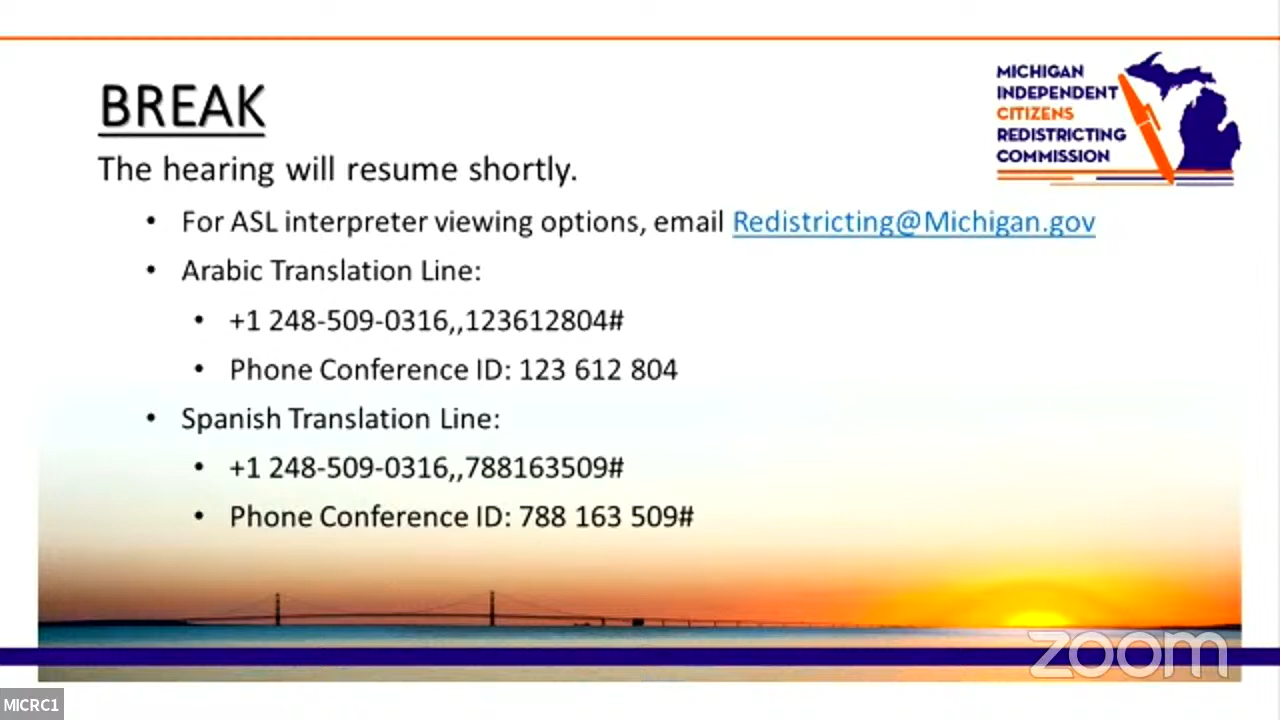 MICHIGAN
INDEPENDENT
CITIZENS
REDISTRICTING
COMMISSION
BREAK
The hearing will resume shortly.
• For ASL interpreter viewing options, email Redistricting@Michigan.gov
• Arabic Translation Line:
• +1 248-509-0316,,123612804#
• Phone Conference ID: 123 612 804
• Spanish Translation Line:
• +1 248-509-0316,,788163509#
• Phone Conference ID: 788 163 509#
zoom
MICRC1